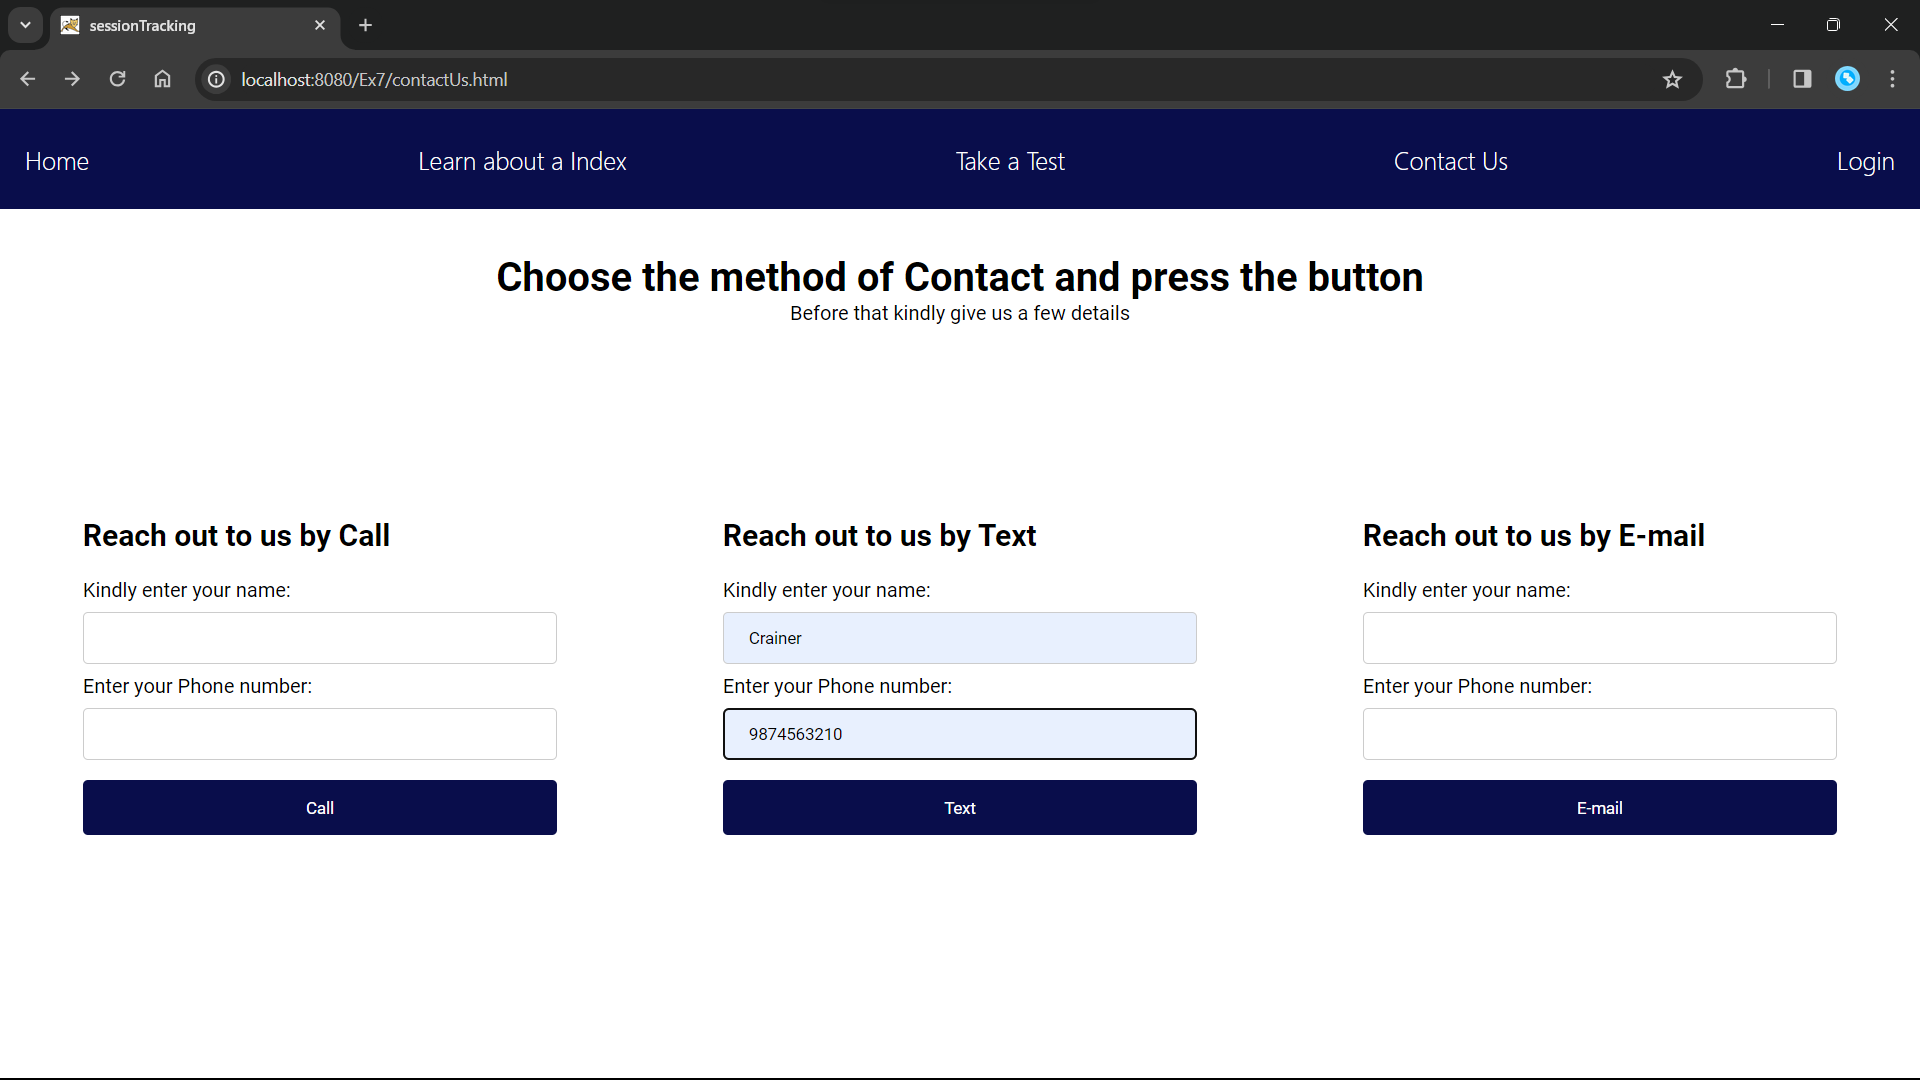 sessionTracking
localhost:8080/Ex7/contactUs.html
Home Learn about a Index Take a Test Contact Us Login
Choose the method of Contact and press the button
Before that kindly give us a few details
Reach out to us by Call
Kindly enter your name:
Enter your Phone number:
Call
Reach out to us by Text
Kindly enter your name:
Crainer
Enter your Phone number:
9874563210
Text
Reach out to us by E-mail
Kindly enter your name:
Enter your Phone number:
E-mail